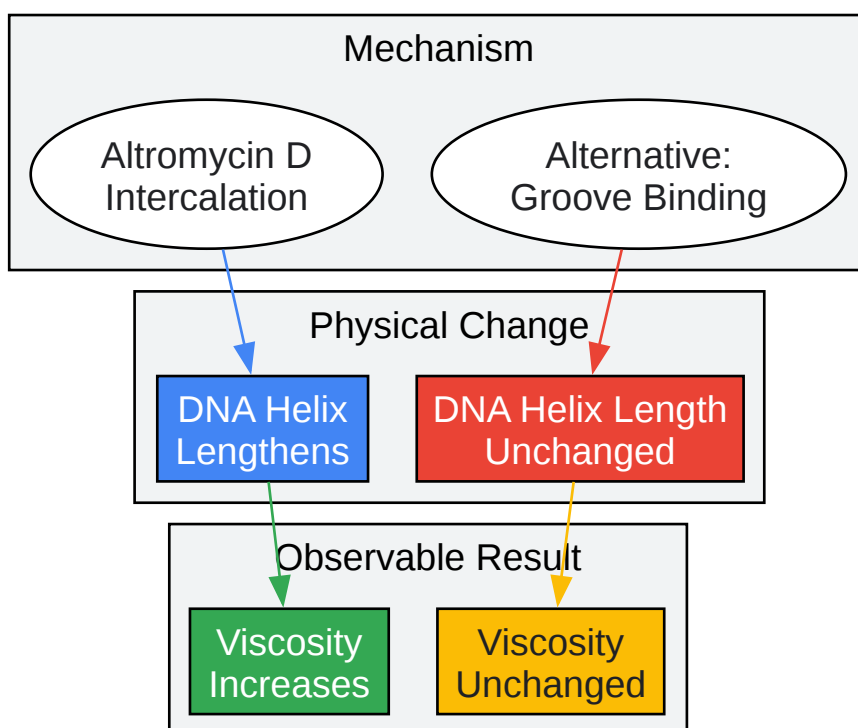 Mechanism
Altromycin D
Intercalation
Alternative:
Groove Binding
Physical Change
DNA Helix
Lengthens
DNA Helix Length
Unchanged
Observable Result
Viscosity
Increases
Viscosity
Unchanged